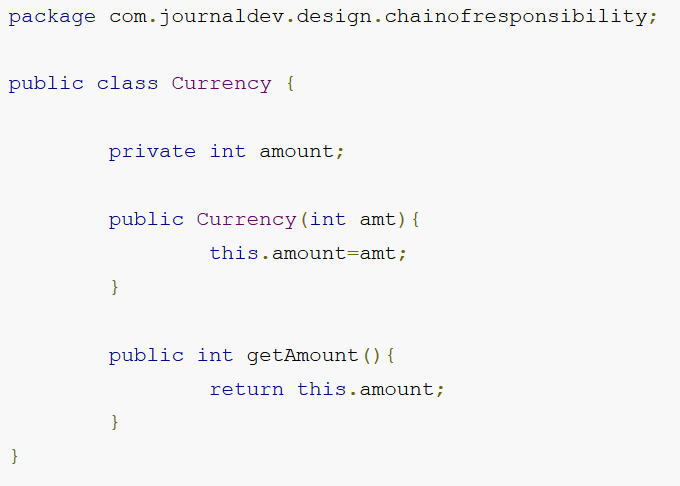 package com.journaldev.design.chainofresponsibility;
public class Currency {
private int amount;
public Currency(int amt){
this.amount=amt;
}
public int getAmount(){
return this.amount;
}
}